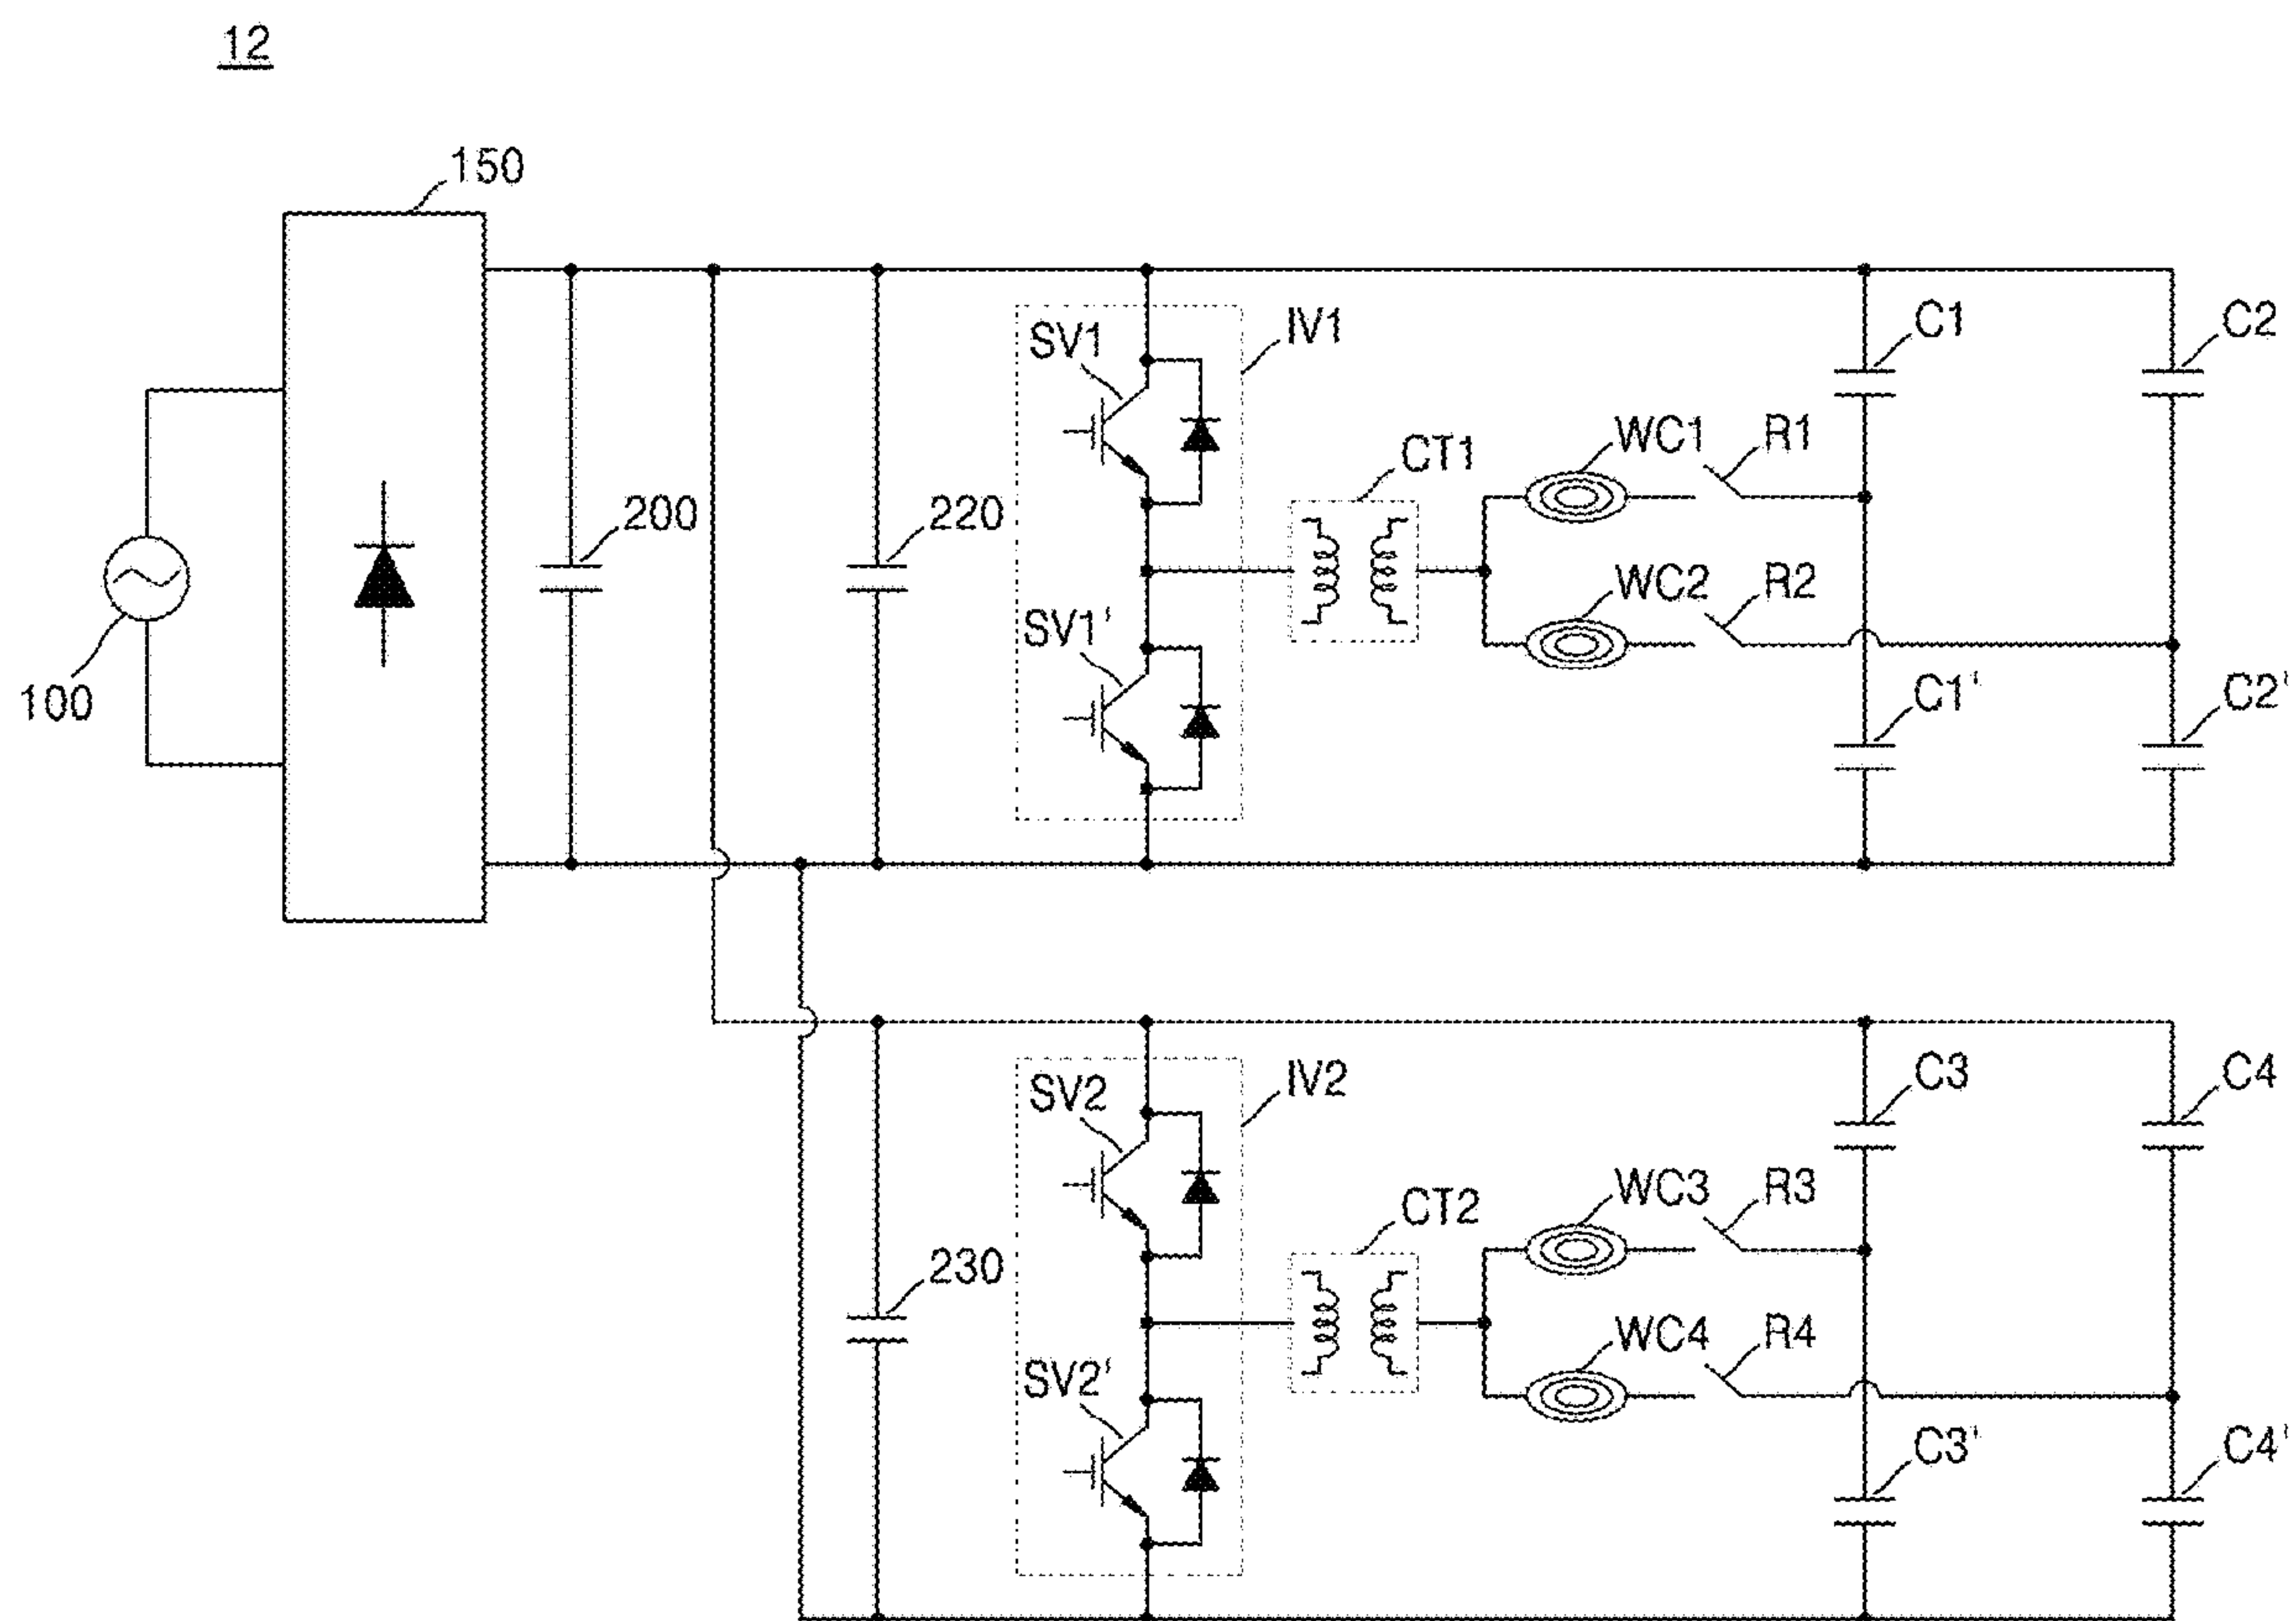 12
150
C1
C2
SV1
IV1
WC1
R1
CT1
200
220
WC2
R2
SV1'
100
C1'
C2'
C3
C4
SV2
IV2
WC3
R3
CT2
230
WC4
R4
SV2'
C3'
C4'